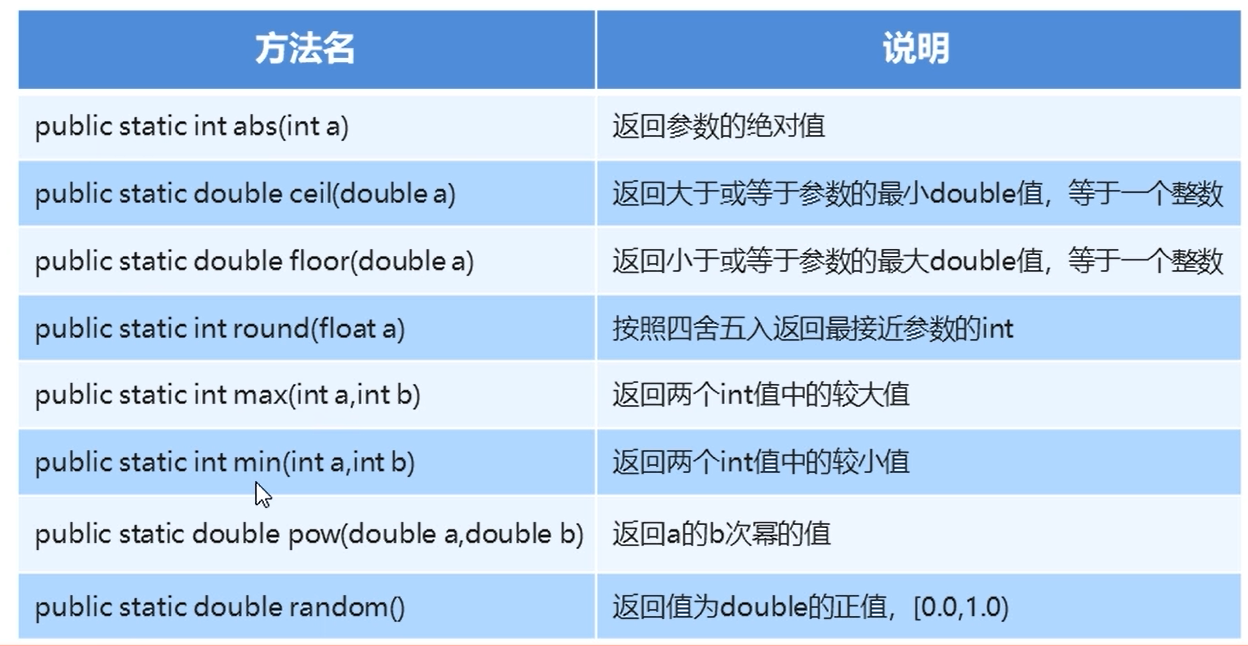 方法名 说明
public static int abs(int a) 返回参数的绝对值
public static double ceil(double a) 返回大于或等于参数的最小double值，等于一个整数
public static double floor(double a) 返回小于或等于参数的最大double值，等于一个整数
public static int round(float a) 按照四舍五入返回最接近参数的int
public static int max(int a,int b) 返回两个int值中的较大值
public static int min(int a,int b) 返回两个int值中的较小值
public static double pow(double a,double b) 返回a的b次幂的值
public static double random() 返回值为double的正值，[0.0,1.0)